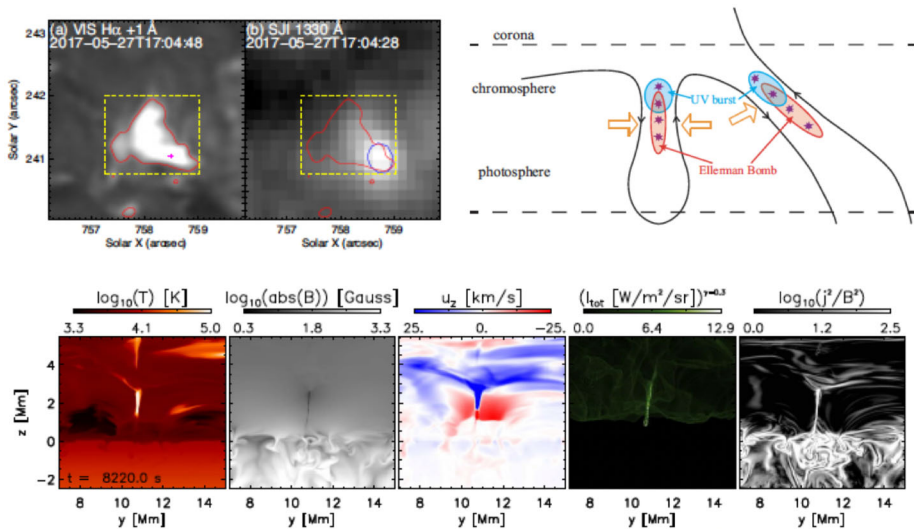 (a) VIS Hα +1 Å
2017-05-27T17:04:48
(b) SJI 1330 Å
2017-05-27T17:04:28
243
242
241
Solar Y (arcsec)
757 758 759
Solar X (arcsec)
757 758 759
Solar X (arcsec)
corona
chromosphere
UV burst
Ellerman Bomb
photosphere
log₁₀(T) [K]
3.3 4.1 5.0
log₁₀(abs(B)) [Gauss]
0.3 1.8 3.3
u_z [km/s]
25. 0. -25.
(I_tot [W/m²/sr])^γ=0.3
0.0 6.4 12.9
log₁₀(j²/B²)
0.0 1.2 2.5
4
2
0
-2
z [Mm]
t = 8220.0 s
8 10 12 14
y [Mm]
8 10 12 14
y [Mm]
8 10 12 14
y [Mm]
8 10 12 14
y [Mm]
8 10 12 14
y [Mm]